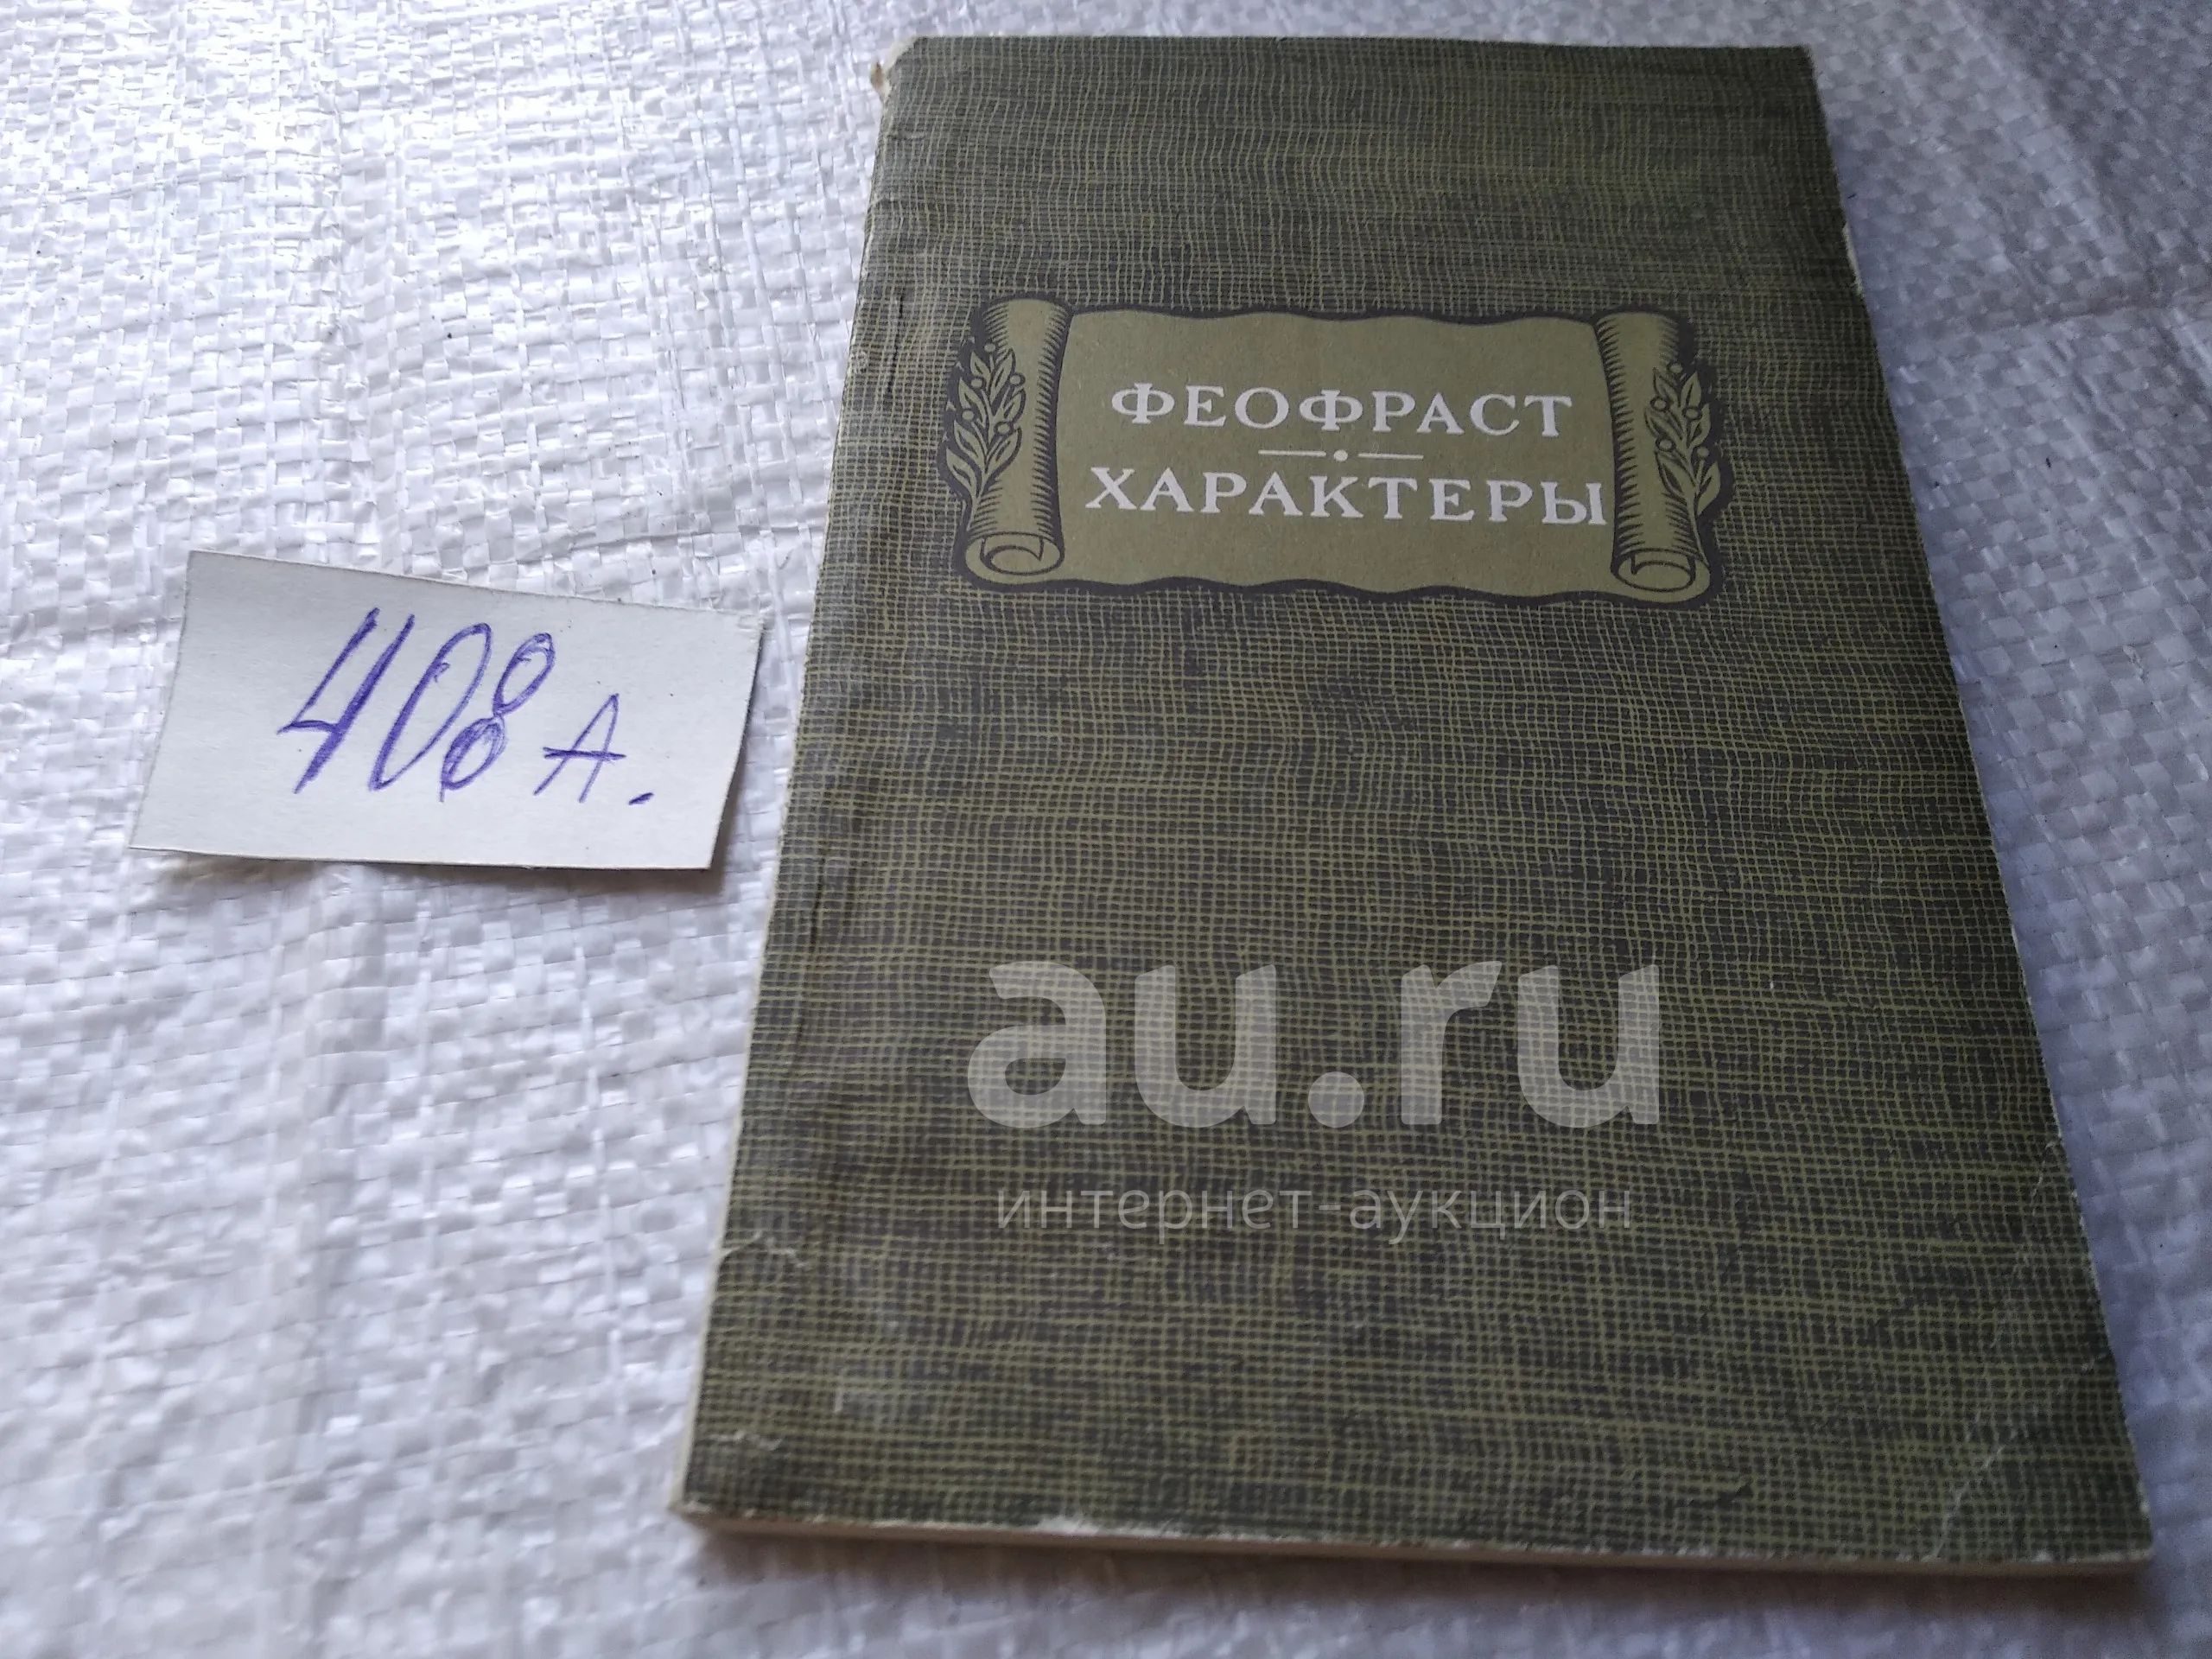 ФЕОФРАСТ
ХАРАКТЕРЫ
408 А.
au.ru
интернет-аукцион